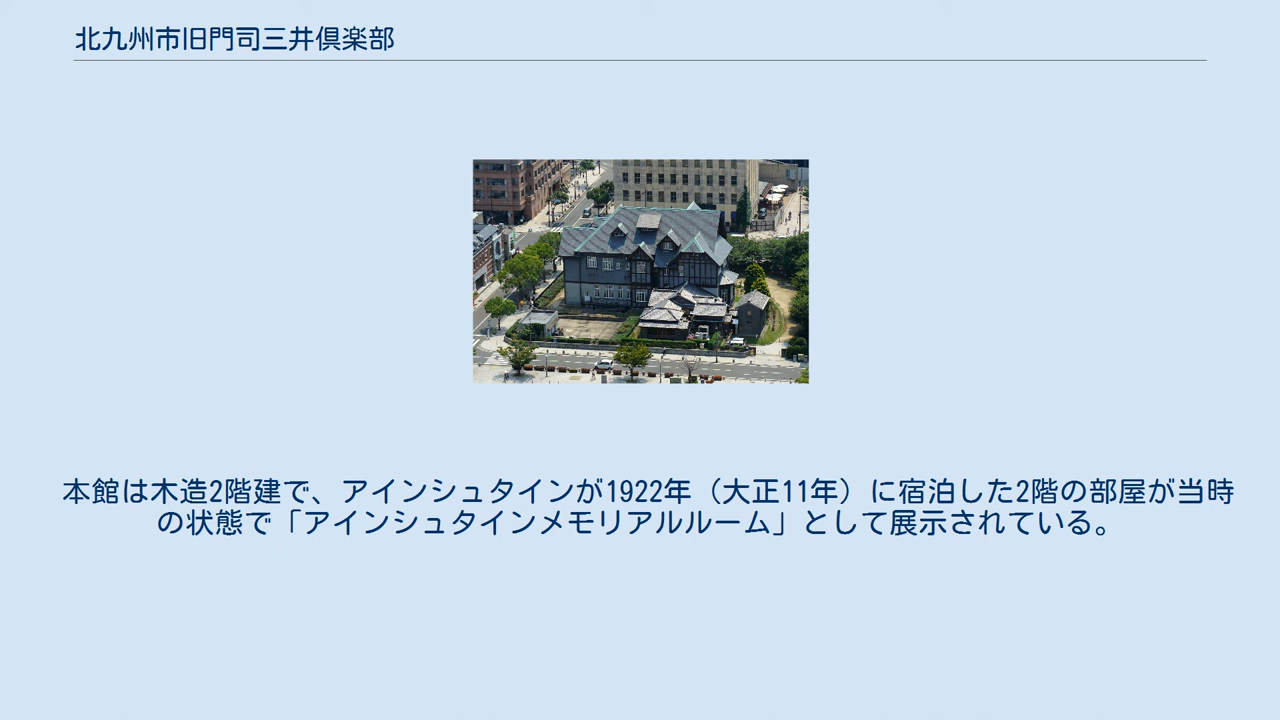 北九州市旧門司三井倶楽部
本館は木造2階建で、アインシュタインが1922年（大正11年）に宿泊した2階の部屋が当時
の状態で「アインシュタインメモリアルルーム」として展示されている。